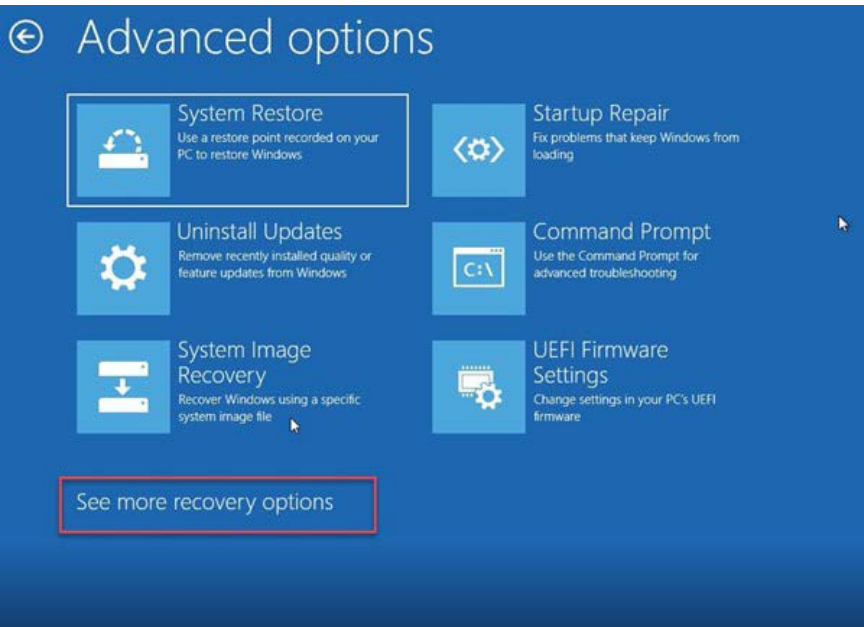 Advanced options
System Restore
Use a restore point recorded on your
PC to restore Windows
Startup Repair
Fix problems that keep Windows from
loading
Uninstall Updates
Remove recently installed quality or
feature updates from Windows
C:\
Command Prompt
Use the Command Prompt for
advanced troubleshooting
System Image
Recovery
Recover Windows using a specific
system image file
UEFI Firmware
Settings
Change settings in your PC's UEFI
firmware
See more recovery options